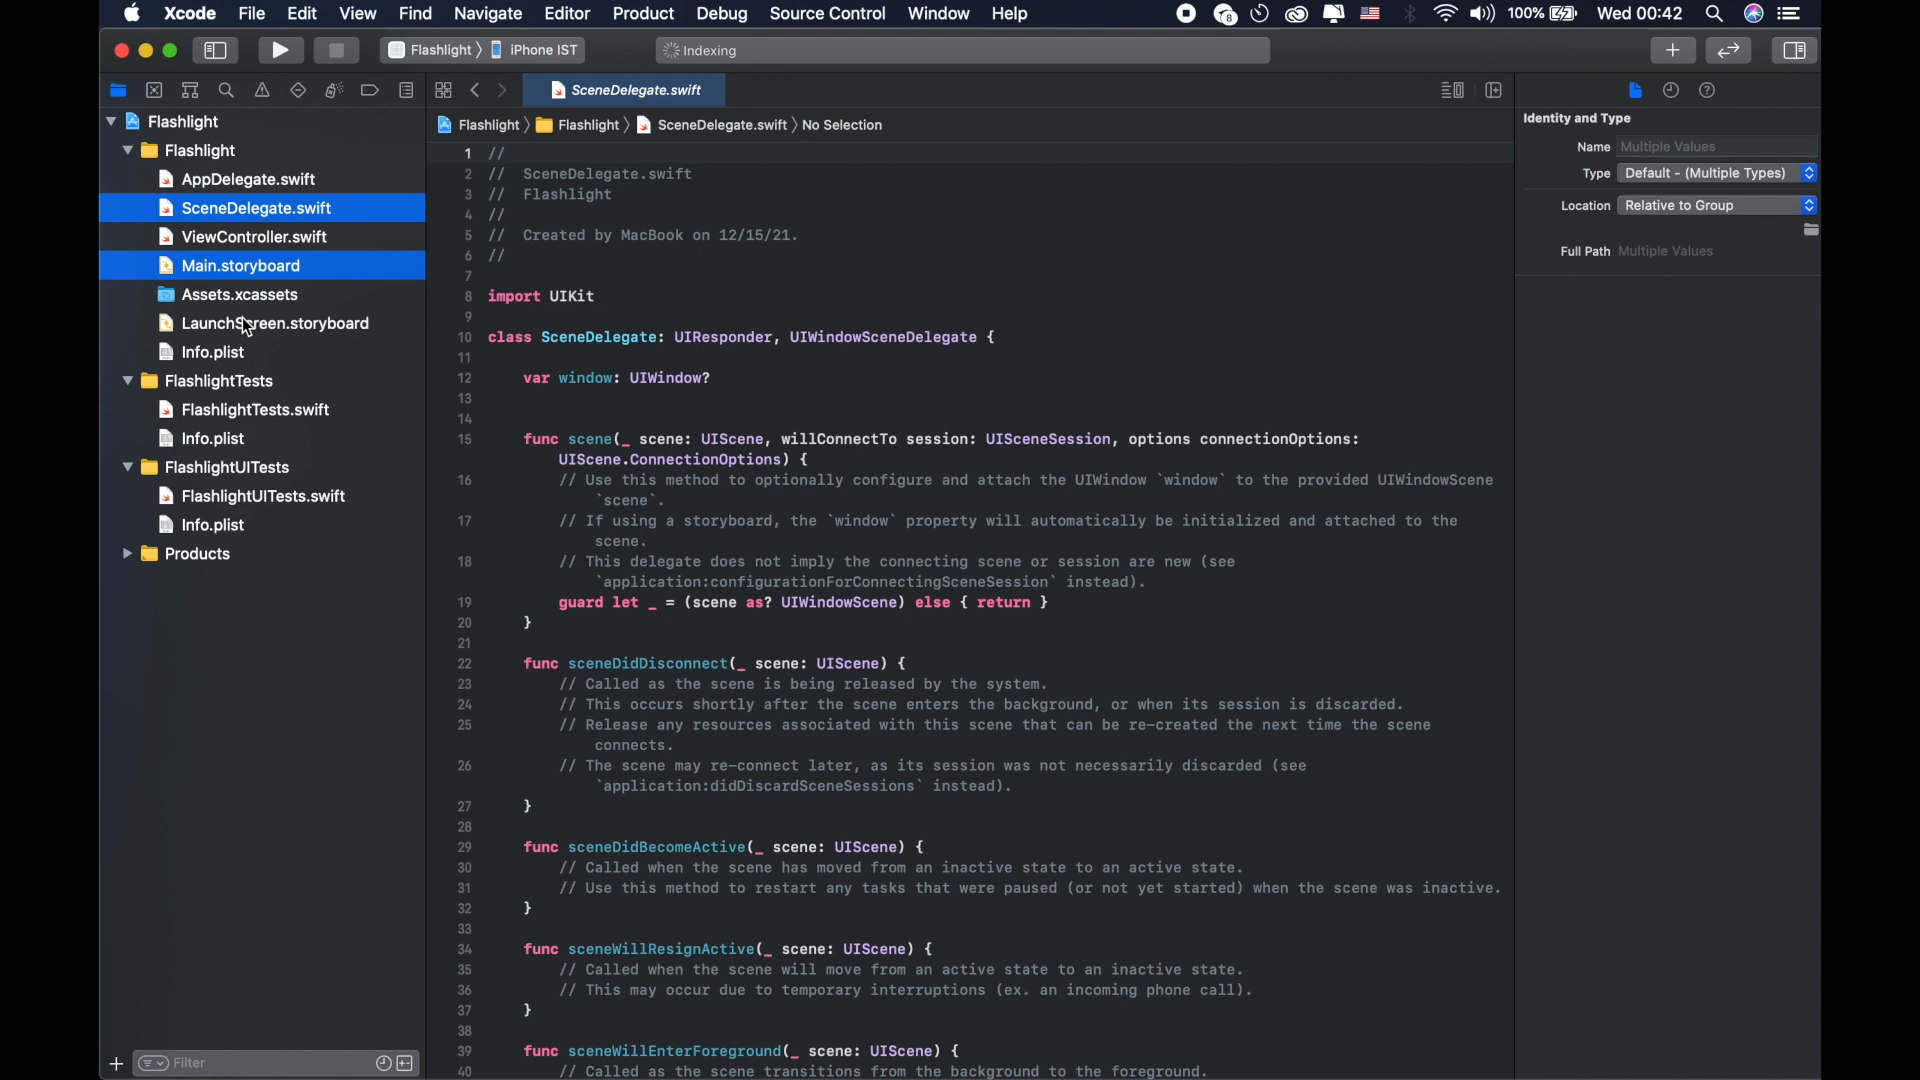 Xcode File Edit View Find Navigate Editor Product Debug Source Control Window Help 8 100% Wed 00:42
Flashlight iPhone IST Indexing
SceneDelegate.swift
Flashlight Flashlight SceneDelegate.swift No Selection
Flashlight
Flashlight
AppDelegate.swift
SceneDelegate.swift
ViewController.swift
Main.storyboard
Assets.xcassets
LaunchScreen.storyboard
Info.plist
FlashlightTests
FlashlightTests.swift
Info.plist
FlashlightUITests
FlashlightUITests.swift
Info.plist
Products
Filter
1 //
2 // SceneDelegate.swift
3 // Flashlight
4 //
5 // Created by MacBook on 12/15/21.
6 //
7
8 import UIKit
9
10 class SceneDelegate: UIResponder, UIWindowSceneDelegate {
11
12 var window: UIWindow?
13
14
15 func scene(_ scene: UIScene, willConnectTo session: UISceneSession, options connectionOptions:
UIScene.ConnectionOptions) {
16 // Use this method to optionally configure and attach the UIWindow `window` to the provided UIWindowScene
`scene`.
17 // If using a storyboard, the `window` property will automatically be initialized and attached to the
scene.
18 // This delegate does not imply the connecting scene or session are new (see
`application:configurationForConnectingSceneSession` instead).
19 guard let _ = (scene as? UIWindowScene) else { return }
20 }
21
22 func sceneDidDisconnect(_ scene: UIScene) {
23 // Called as the scene is being released by the system.
24 // This occurs shortly after the scene enters the background, or when its session is discarded.
25 // Release any resources associated with this scene that can be re-created the next time the scene
connects.
26 // The scene may re-connect later, as its session was not necessarily discarded (see
`application:didDiscardSceneSessions` instead).
27 }
28
29 func sceneDidBecomeActive(_ scene: UIScene) {
30 // Called when the scene has moved from an inactive state to an active state.
31 // Use this method to restart any tasks that were paused (or not yet started) when the scene was inactive.
32 }
33
34 func sceneWillResignActive(_ scene: UIScene) {
35 // Called when the scene will move from an active state to an inactive state.
36 // This may occur due to temporary interruptions (ex. an incoming phone call).
37 }
38
39 func sceneWillEnterForeground(_ scene: UIScene) {
40 // Called as the scene transitions from the background to the foreground.
Identity and Type
Name Multiple Values
Type Default - (Multiple Types)
Location Relative to Group
Full Path Multiple Values